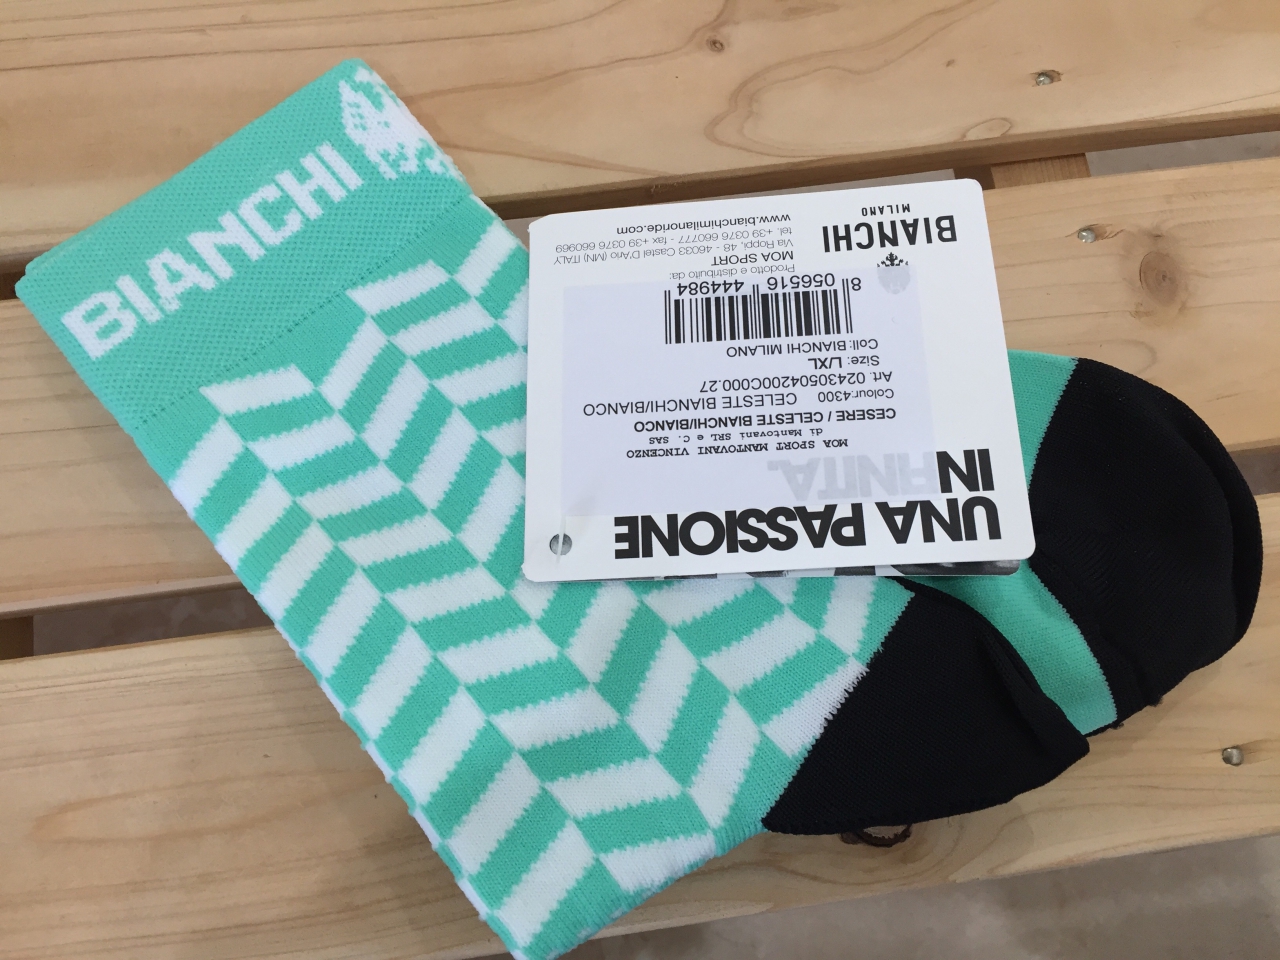 BIANCHI
UNA PASSIONE
INFINITA.
MOA SPORT MANTOVANI VINCENZO
di Mantovani SRL e C. SAS
CESERE / CELESTE BIANCHI/BIANCO
Colour:4300 CELESTE BIANCHI/BIANCO
Art. 02430504200C000.27
Size: L/XL
Coll: BIANCHI MILANO
8 056516 444984
Prodotto e distribuito da:
MOA SPORT
Via Roppi, 48 - 46033 Castel D'Ario (MN) ITALY
tel. +39 0376 660777 - fax +39 0376 660969
www.bianchimilanoride.com
BIANCHI
MILANO